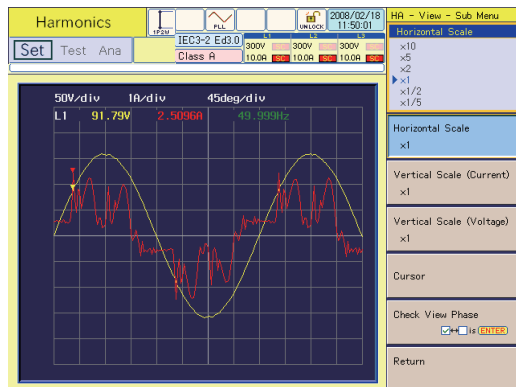 Harmonics
1P2W
PLL
UNLOCK
2008/02/18
11:50:01
Set Test Ana
IEC3-2 Ed3.0
Class A
L1 L2 L3
300V 300V 300V
10.0A SC 10.0A SC 10.0A SC
50V/div 1A/div 45deg/div
L1 91.79V 2.5096A 49.999Hz
HA - View - Sub Menu
Horizontal Scale
×10
×5
×2
×1
×1/2
×1/5
Horizontal Scale
×1
Vertical Scale (Current)
×1
Vertical Scale (Voltage)
×1
Cursor
Check View Phase
is ENTER
Return